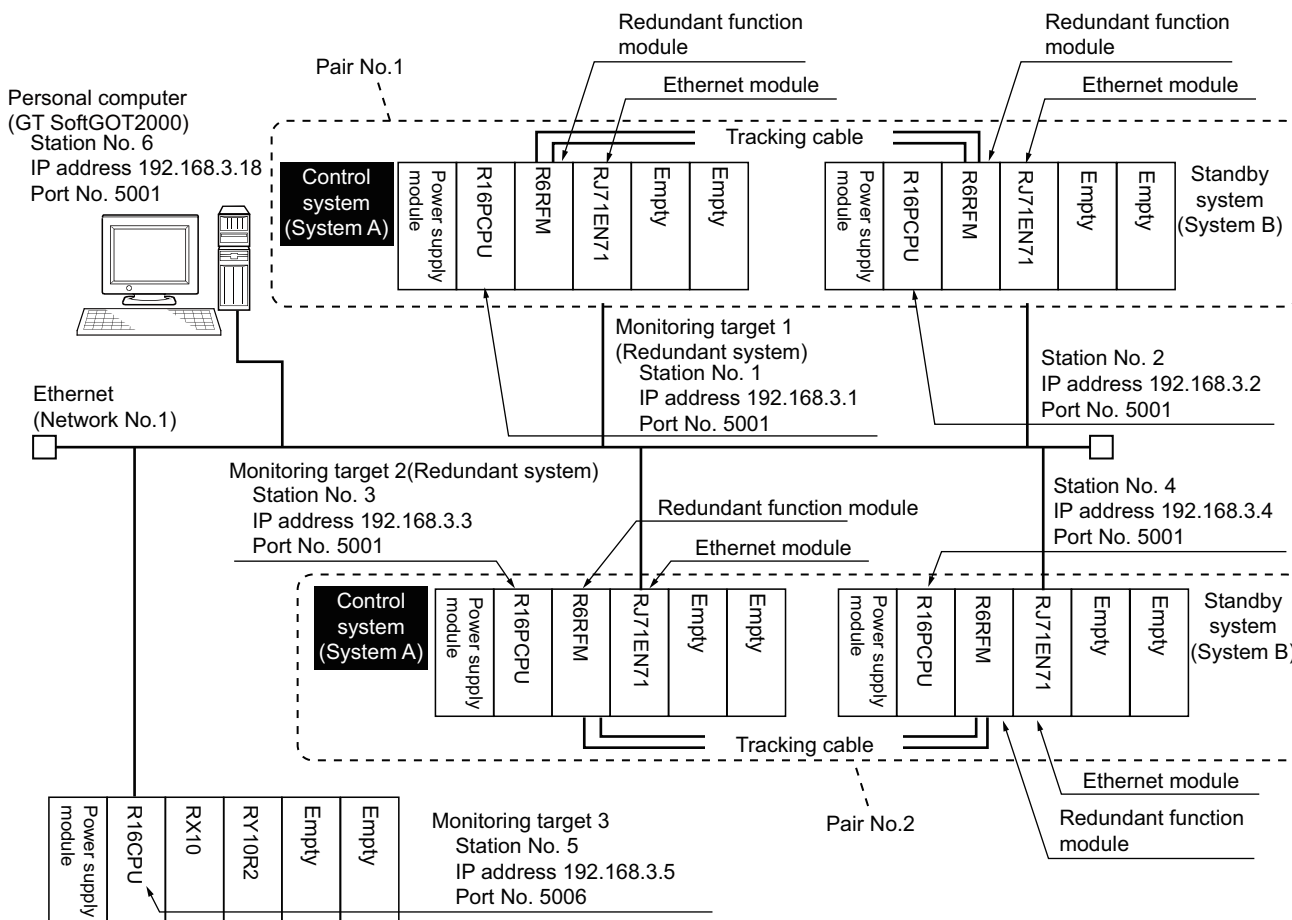 Redundant function
module
Ethernet module
Redundant function
module
Ethernet module
Pair No.1
Personal computer
(GT SoftGOT2000)
Station No. 6
IP address 192.168.3.18
Port No. 5001
Tracking cable
Control
system
(System A)
Power supply
module
R16PCPU
R6RFM
RJ71EN71
Empty
Empty
Power supply
module
R16PCPU
R6RFM
RJ71EN71
Empty
Empty
Standby
system
(System B)
Monitoring target 1
(Redundant system)
Station No. 1
IP address 192.168.3.1
Port No. 5001
Station No. 2
IP address 192.168.3.2
Port No. 5001
Ethernet
(Network No.1)
Monitoring target 2(Redundant system)
Station No. 3
IP address 192.168.3.3
Port No. 5001
Redundant function module
Ethernet module
Station No. 4
IP address 192.168.3.4
Port No. 5001
Control
system
(System A)
Power supply
module
R16PCPU
R6RFM
RJ71EN71
Empty
Empty
Power supply
module
R16PCPU
R6RFM
RJ71EN71
Empty
Empty
Standby
system
(System B)
Tracking cable
Ethernet module
Redundant function
module
Pair No.2
Power supply
module
R16CPU
RX10
RY10R2
Empty
Empty
Monitoring target 3
Station No. 5
IP address 192.168.3.5
Port No. 5006